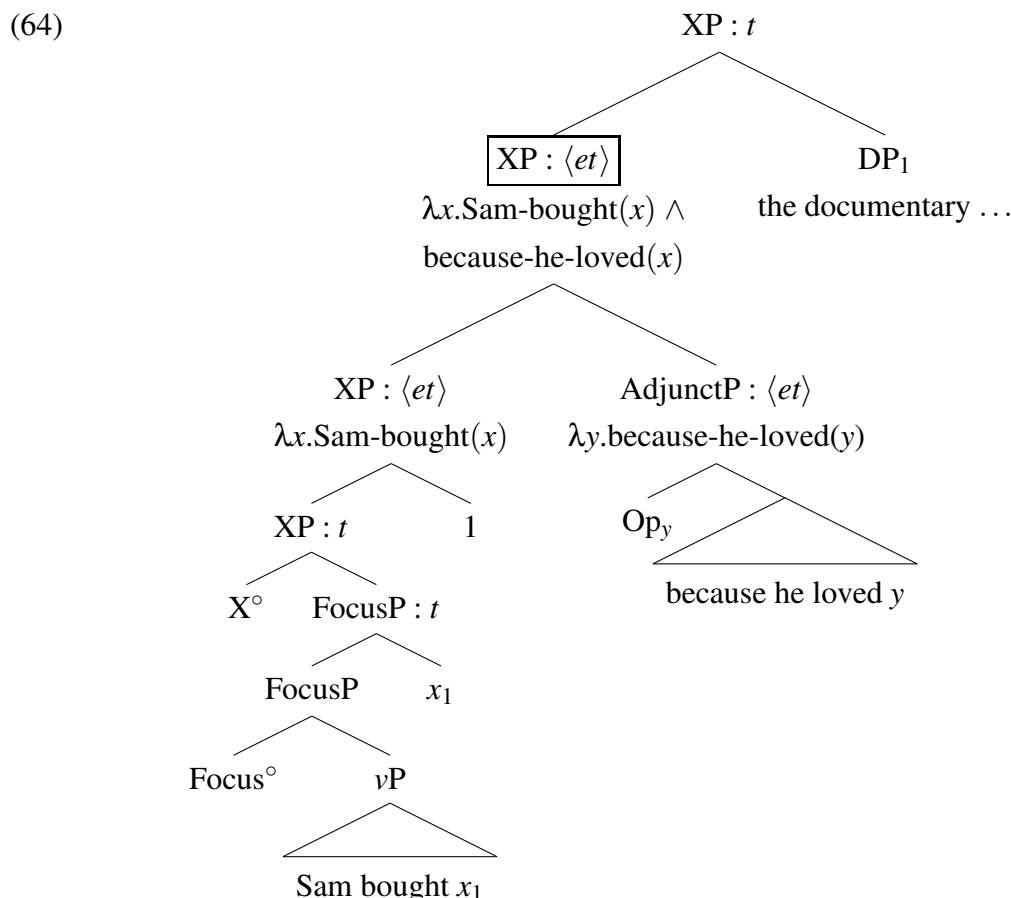 (64)
XP : t
XP : ⟨et⟩ DP₁
λx.Sam-bought(x) ∧ the documentary …
because-he-loved(x)
XP : ⟨et⟩ AdjunctP : ⟨et⟩
λx.Sam-bought(x) λy.because-he-loved(y)
XP : t 1 Opᵧ
because he loved y
X° FocusP : t
FocusP x₁
Focus° vP
Sam bought x₁